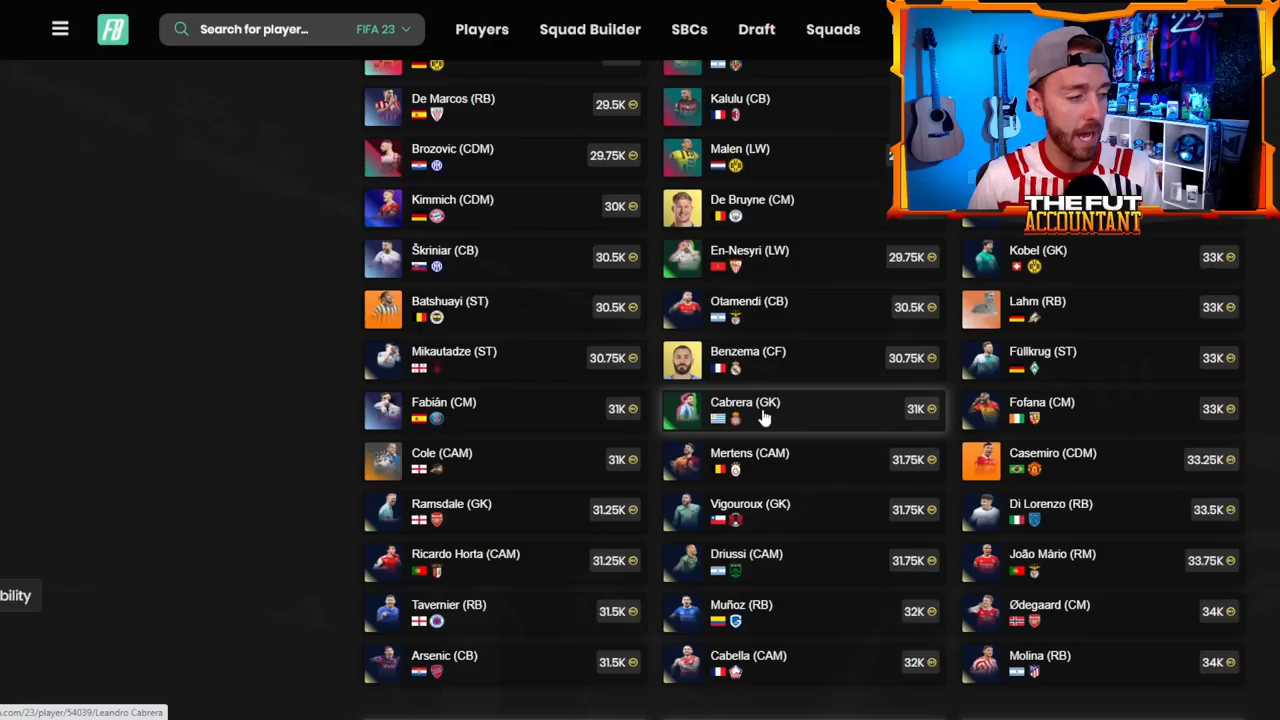 FB
Search for player...
FIFA 23
Players
Squad Builder
SBCs
Draft
Squads
THE FUT
ACCOUNTANT
De Marcos (RB)
29.5K
Brozovic (CDM)
29.75K
Kimmich (CDM)
30K
Škriniar (CB)
30.5K
Batshuayi (ST)
30.5K
Mikautadze (ST)
30.75K
Fabián (CM)
31K
Cole (CAM)
31K
Ramsdale (GK)
31.25K
Ricardo Horta (CAM)
31.25K
Tavernier (RB)
31.5K
Arsenic (CB)
31.5K
Kalulu (CB)
Malen (LW)
De Bruyne (CM)
En-Nesyri (LW)
29.75K
Otamendi (CB)
30.5K
Benzema (CF)
30.75K
Cabrera (GK)
31K
Mertens (CAM)
31.75K
Vigouroux (GK)
31.75K
Driussi (CAM)
31.75K
Muñoz (RB)
32K
Cabella (CAM)
32K
Kobel (GK)
33K
Lahm (RB)
33K
Füllkrug (ST)
33K
Fofana (CM)
33K
Casemiro (CDM)
33.25K
Di Lorenzo (RB)
33.5K
João Mário (RM)
33.75K
Ødegaard (CM)
34K
Molina (RB)
34K
bility
.com/23/player/54039/Leandro Cabrera